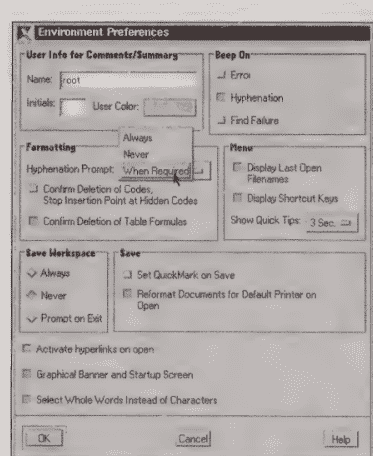 Environment Preferences
User Info for Comments/Summary
Name: root
Initials:
User Color:
Beep On
Error
Hyphenation
Find Failure
Formatting
Always
Never
Hyphenation Prompt: When Required
Confirm Deletion of Codes,
Stop Insertion Point at Hidden Codes
Confirm Deletion of Table Formulas
Menu
Display Last Open
Filenames
Display Shortcut Keys
Show Quick Tips: 3 Sec.
Save Workspace
Always
Never
Prompt on Exit
Save
Set QuickMark on Save
Reformat Documents for Default Printer on
Open
Activate hyperlinks on open
Graphical Banner and Startup Screen
Select Whole Words Instead of Characters
OK
Cancel
Help